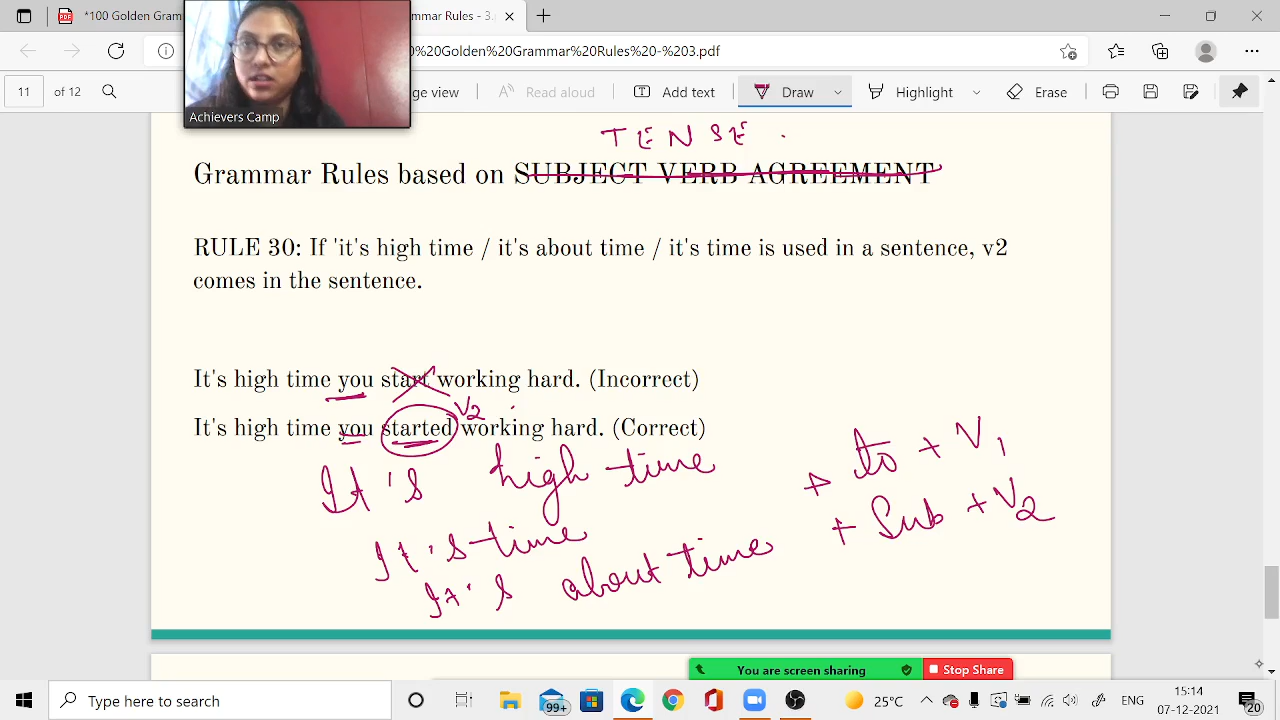 *100 Golden Gram
mmar Rules - 3.
0%20Golden%20Grammar%20Rules%20-%203.pdf
Achievers Camp
11 of 12
ge view
Read aloud
Add text
Draw
Highlight
Erase
TENSE
Grammar Rules based on SUBJECT VERB AGREEMENT
RULE 30: If 'it's high time / it's about time / it's time is used in a sentence, v2
comes in the sentence.
It's high time you start working hard. (Incorrect)
V2
It's high time you started working hard. (Correct)
It's high time + to + V1
It's time + Sub + V2
It's about time
You are screen sharing
Stop Share
Type here to search
99+
25°C
ENG
15:14
07-12-2021
20